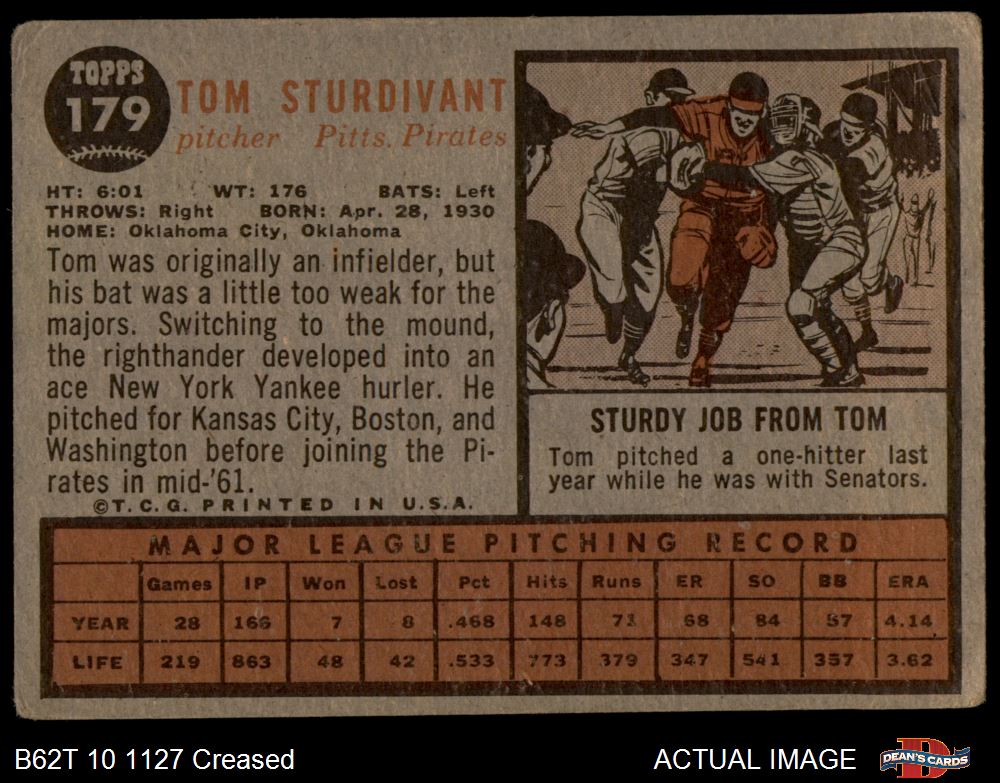 TOPPS
179
TOM STURDIVANT
pitcher Pitts. Pirates
HT: 6:01 WT: 176 BATS: Left
THROWS: Right BORN: Apr. 28, 1930
HOME: Oklahoma City, Oklahoma
Tom was originally an infielder, but
his bat was a little too weak for the
majors. Switching to the mound,
the righthander developed into an
ace New York Yankee hurler. He
pitched for Kansas City, Boston, and
Washington before joining the Pi-
rates in mid-'61.
©T.C.G. PRINTED IN U.S.A.
STURDY JOB FROM TOM
Tom pitched a one-hitter last
year while he was with Senators.
MAJOR LEAGUE PITCHING RECORD
Games IP Won Lost Pct Hits Runs ER SO BB ERA
YEAR 28 166 7 8 .468 148 73 68 84 57 4.14
LIFE 219 863 48 42 .533 773 379 347 541 357 3.62
B62T 10 1127 Creased
ACTUAL IMAGE
D
DEAN'S CARDS